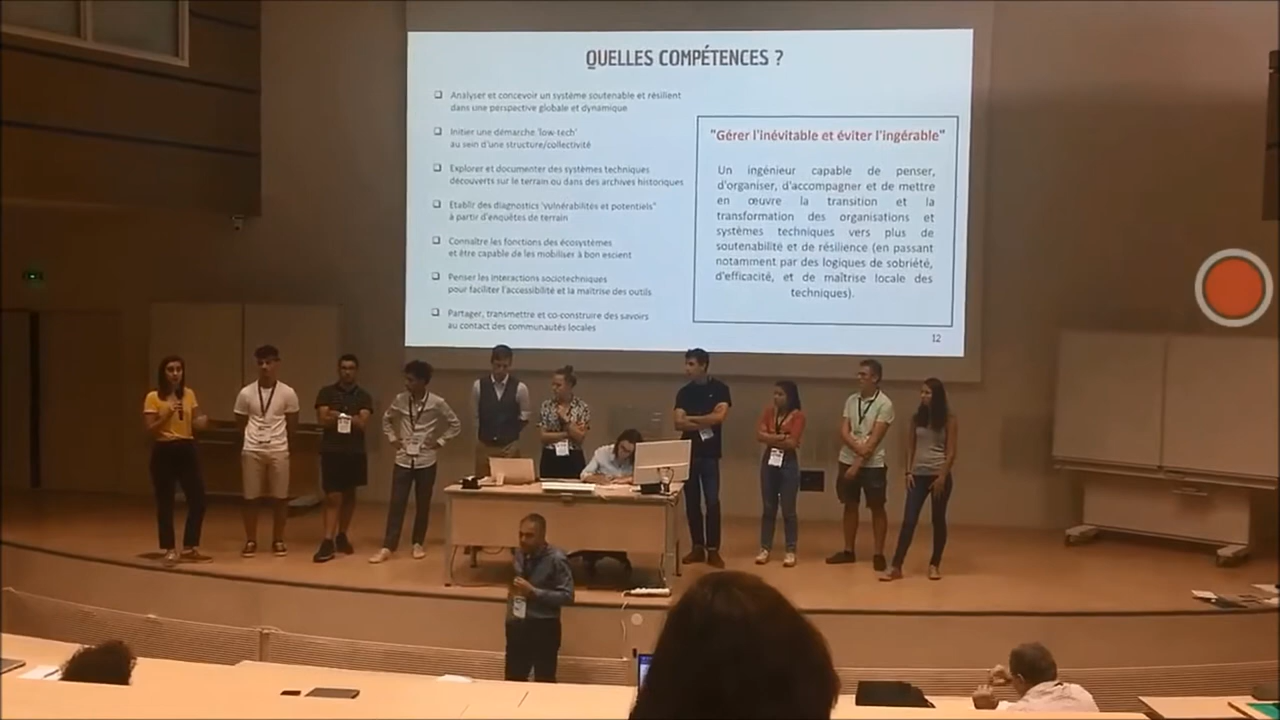 QUELLES COMPÉTENCES ?
Analyser et concevoir un système soutenable et résilient
dans une perspective globale et dynamique
Initier une démarche 'low-tech'
au sein d'une structure/collectivité
Explorer et documenter des systèmes techniques
découverts sur le terrain ou dans des archives historiques
Etablir des diagnostics 'vulnérabilités et potentiels"
à partir d'enquêtes de terrain
Connaître les fonctions des écosystèmes
et être capable de les mobiliser à bon escient
Penser les interactions sociotechniques
pour faciliter l'accessibilité et la maîtrise des outils
Partager, transmettre et co-construire des savoirs
au contact des communautés locales
"Gérer l'inévitable et éviter l'ingérable"
Un ingénieur capable de penser,
d'organiser, d'accompagner et de mettre
en œuvre la transition et la
transformation des organisations et
systèmes techniques vers plus de
soutenabilité et de résilience (en passant
notamment par des logiques de sobriété,
d'efficacité, et de maîtrise locale des
techniques).
12